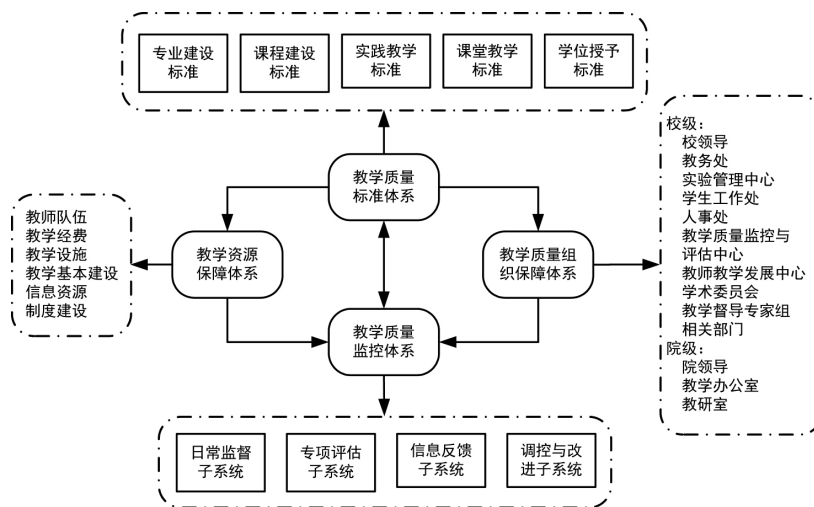 专业建设
标准
课程建设
标准
实践教学
标准
课堂教学
标准
学位授予
标准
教学质量
标准体系
教师队伍
教学经费
教学设施
教学基本建设
信息资源
制度建设
教学资源
保障体系
教学质量组
织保障体系
校级：
校领导
教务处
实验管理中心
学生工作处
人事处
教学质量监控与
评估中心
教师教学发展中心
学术委员会
教学督导专家组
相关部门
院级：
院领导
教学办公室
教研室
教学质量
监控体系
日常监督
子系统
专项评估
子系统
信息反馈
子系统
调控与改
进子系统